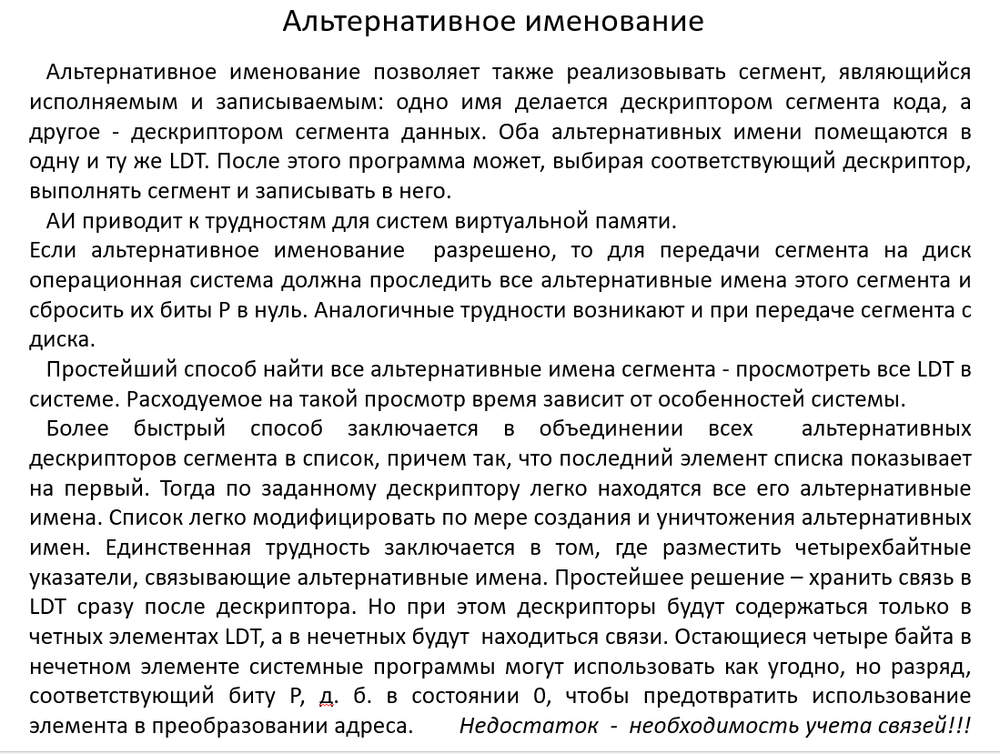 Альтернативное именование
Альтернативное именование позволяет также реализовывать сегмент, являющийся
исполняемым и записываемым: одно имя делается дескриптором сегмента кода, а
другое - дескриптором сегмента данных. Оба альтернативных имени помещаются в
одну и ту же LDT. После этого программа может, выбирая соответствующий дескриптор,
выполнять сегмент и записывать в него.
АИ приводит к трудностям для систем виртуальной памяти.
Если альтернативное именование разрешено, то для передачи сегмента на диск
операционная система должна проследить все альтернативные имена этого сегмента и
сбросить их биты P в нуль. Аналогичные трудности возникают и при передаче сегмента с
диска.
Простейший способ найти все альтернативные имена сегмента - просмотреть все LDT в
системе. Расходуемое на такой просмотр время зависит от особенностей системы.
Более быстрый способ заключается в объединении всех альтернативных
дескрипторов сегмента в список, причем так, что последний элемент списка показывает
на первый. Тогда по заданному дескриптору легко находятся все его альтернативные
имена. Список легко модифицировать по мере создания и уничтожения альтернативных
имен. Единственная трудность заключается в том, где разместить четырехбайтные
указатели, связывающие альтернативные имена. Простейшее решение – хранить связь в
LDT сразу после дескриптора. Но при этом дескрипторы будут содержаться только в
четных элементах LDT, а в нечетных будут находиться связи. Остающиеся четыре байта в
нечетном элементе системные программы могут использовать как угодно, но разряд,
соответствующий биту P, д. б. в состоянии 0, чтобы предотвратить использование
элемента в преобразовании адреса. Недостаток - необходимость учета связей!!!